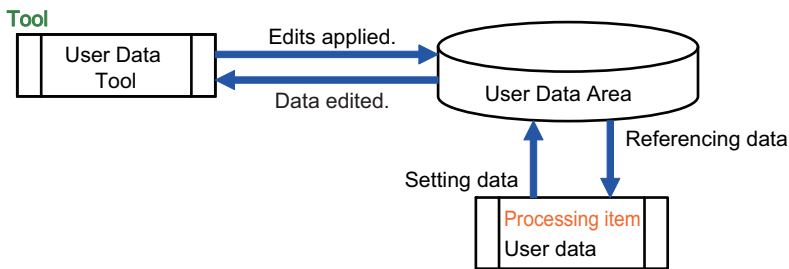 Tool
User Data
Tool
Edits applied.
Data edited.
User Data Area
Referencing data
Setting data
Processing item
User data